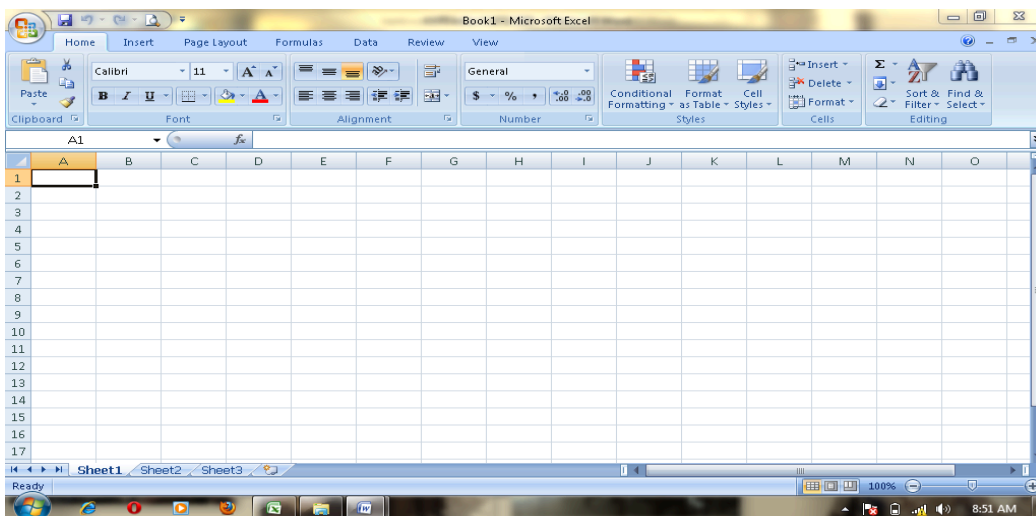 Book1 - Microsoft Excel
Home Insert Page Layout Formulas Data Review View
Calibri 11 General Insert Σ
Paste Conditional Format Cell Delete Sort & Find &
B I U A $ % , Formatting as Table Styles Format Filter Select
Clipboard Font Alignment Number Styles Cells Editing
A1 fx
A B C D E F G H I J K L M N O
1
2
3
4
5
6
7
8
9
10
11
12
13
14
15
16
17
Sheet1 Sheet2 Sheet3
Ready 100%
8:51 AM